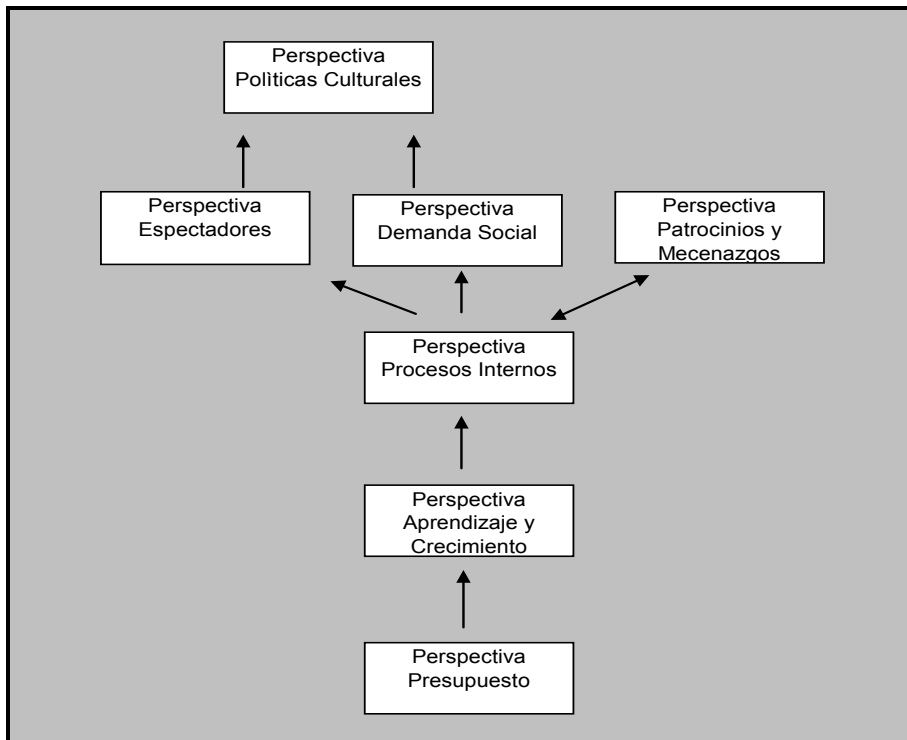 Perspectiva
Polìticas Culturales
Perspectiva
Espectadores
Perspectiva
Demanda Social
Perspectiva
Patrocinios y
Mecenazgos
Perspectiva
Procesos Internos
Perspectiva
Aprendizaje y
Crecimiento
Perspectiva
Presupuesto